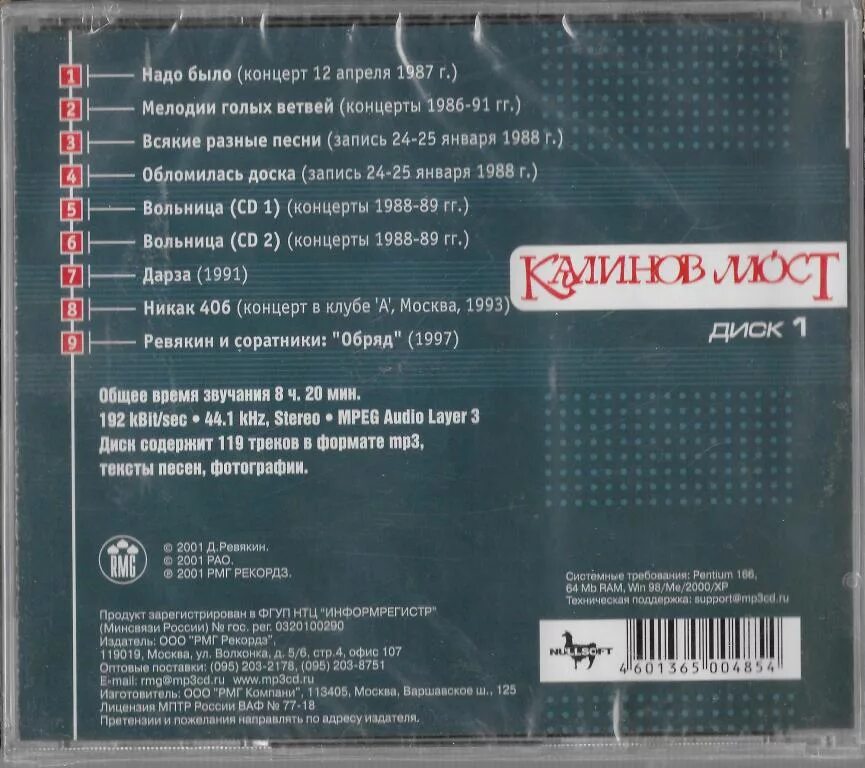 1 Надо было (концерт 12 апреля 1987 г.)
2 Мелодии голых ветвей (концерты 1986-91 гг.)
3 Всякие разные песни (запись 24-25 января 1988 г.)
4 Обломилась доска (запись 24-25 января 1988 г.)
5 Вольница (CD 1) (концерты 1988-89 гг.)
6 Вольница (CD 2) (концерты 1988-89 гг.)
7 Дарза (1991)
8 Никак 406 (концерт в клубе 'А', Москва, 1993)
9 Ревякин и соратники: "Обряд" (1997)
КАЛИНОВ МОСТ
ДИСК 1
Общее время звучания 8 ч. 20 мин.
192 kBit/sec • 44.1 kHz, Stereo • MPEG Audio Layer 3
Диск содержит 119 треков в формате mp3,
тексты песен, фотографии.
RMG
© 2001 Д.Ревякин.
© 2001 РАО.
℗ 2001 РМГ РЕКОРДЗ.
Системные требования: Pentium 166,
64 Mb RAM, Win 98/Me/2000/XP
Техническая поддержка: support@mp3cd.ru
Продукт зарегистрирован в ФГУП НТЦ "ИНФОРМРЕГИСТР"
(Минсвязи России) № гос. рег. 0320100290
Издатель: ООО "РМГ Рекордз",
119019, Москва, ул. Волхонка, д. 5/6, стр.4, офис 107
Оптовые поставки: (095) 203-2178, (095) 203-8751
E-mail: rmg@mp3cd.ru www.mp3cd.ru
Изготовитель: ООО "РМГ Компани", 113405, Москва, Варшавское ш., 125
Лицензия МПТР России ВАФ № 77-18
Претензии и пожелания направлять по адресу издателя.
NULLSOFT
4601365004854